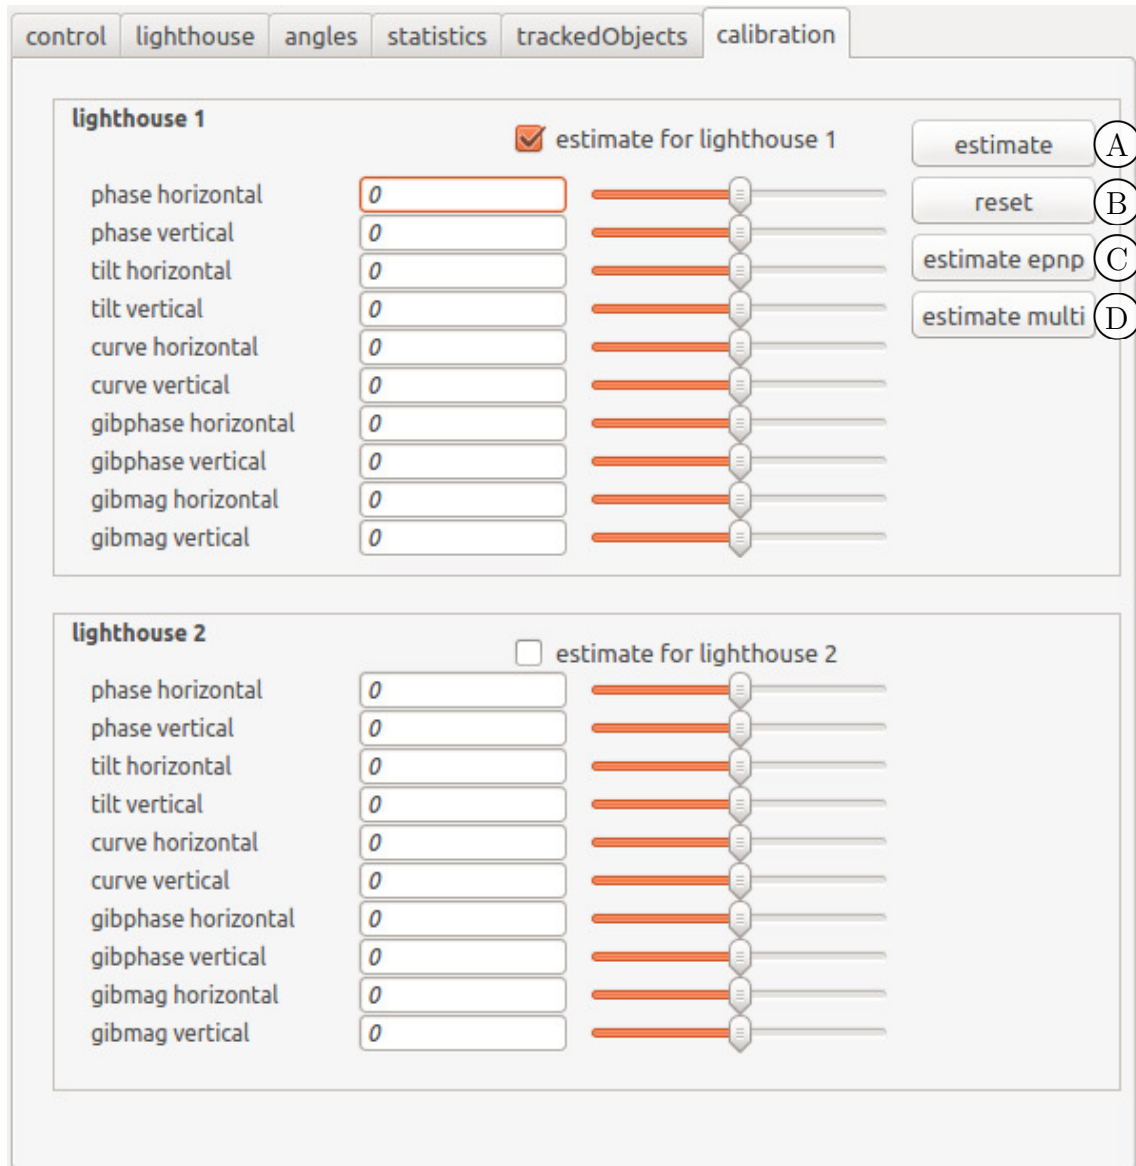 control lighthouse angles statistics trackedObjects calibration
lighthouse 1
estimate for lighthouse 1 estimate A
phase horizontal 0 reset B
phase vertical 0
tilt horizontal 0 estimate epnp C
tilt vertical 0 estimate multi D
curve horizontal 0
curve vertical 0
gibphase horizontal 0
gibphase vertical 0
gibmag horizontal 0
gibmag vertical 0
lighthouse 2
estimate for lighthouse 2
phase horizontal 0
phase vertical 0
tilt horizontal 0
tilt vertical 0
curve horizontal 0
curve vertical 0
gibphase horizontal 0
gibphase vertical 0
gibmag horizontal 0
gibmag vertical 0